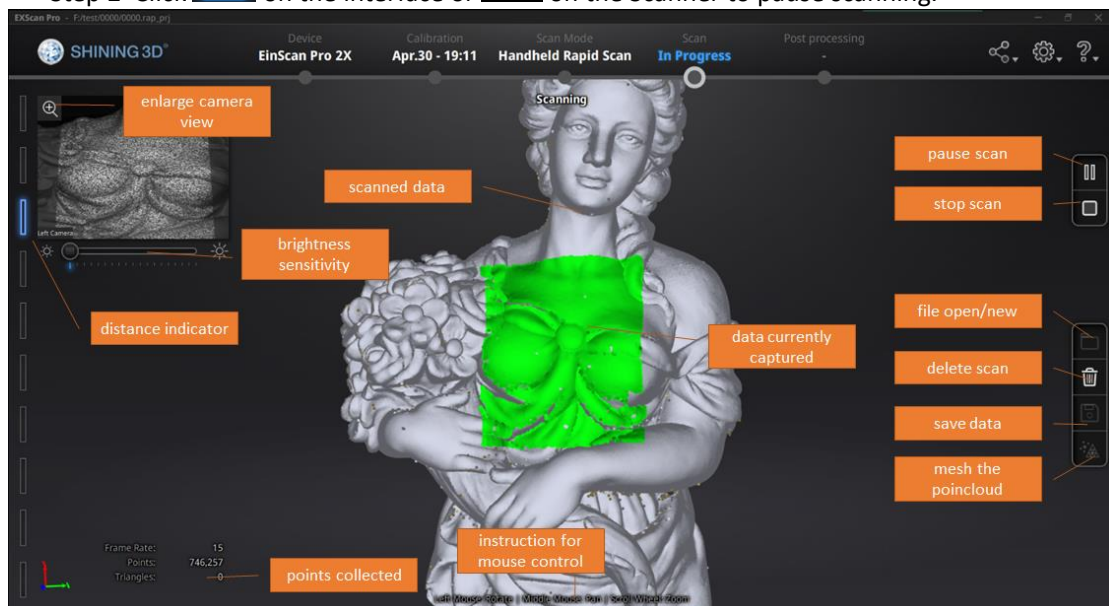 Step 2 Click on the interface or on the scanner to pause scanning.
EXScan Pro - F:/test/0000/0000.rap_prj
SHINING 3D®
Device
EinScan Pro 2X
Calibration
Apr.30 - 19:11
Scan Mode
Handheld Rapid Scan
Scan
In Progress
Post processing
-
Scanning
enlarge camera
view
Left Camera
scanned data
brightness
sensitivity
distance indicator
data currently
captured
pause scan
stop scan
file open/new
delete scan
save data
mesh the
poincloud
instruction for
mouse control
Frame Rate: 15
Points: 746,257
Triangles: 0
points collected
Left Mouse: Rotate | Middle Mouse: Pan | Scroll Wheel: Zoom